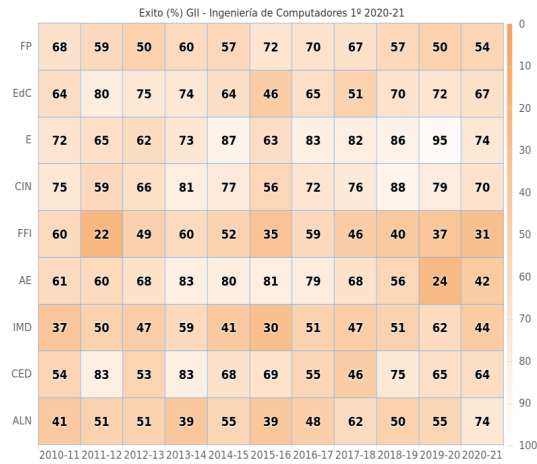 Exito (%) GII - Ingeniería de Computadores 1º 2020-21
FP 68 59 50 60 57 72 70 67 57 50 54
EdC 64 80 75 74 64 46 65 51 70 72 67
E 72 65 62 73 87 63 83 82 86 95 74
CIN 75 59 66 81 77 56 72 76 88 79 70
FFI 60 22 49 60 52 35 59 46 40 37 31
AE 61 60 68 83 80 81 79 68 56 24 42
IMD 37 50 47 59 41 30 51 47 51 62 44
CED 54 83 53 83 68 69 55 46 75 65 64
ALN 41 51 51 39 55 39 48 62 50 55 74
2010-11 2011-12 2012-13 2013-14 2014-15 2015-16 2016-17 2017-18 2018-19 2019-20 2020-21
0
10
20
30
40
50
60
70
80
90
100